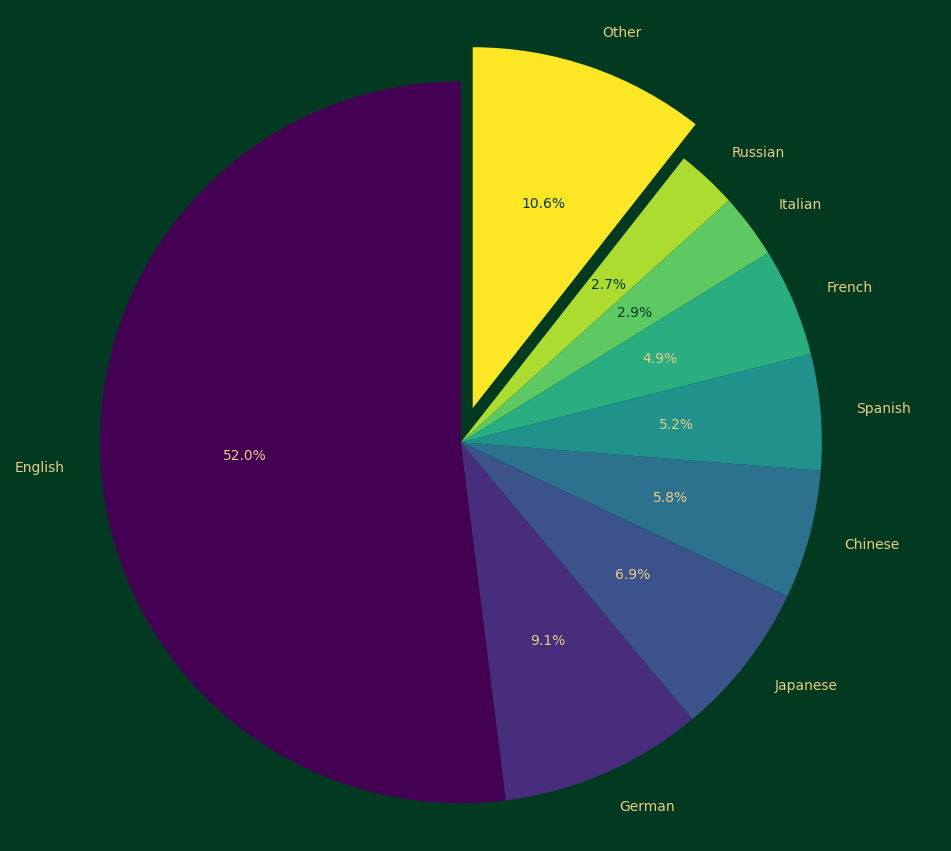 Other
10.6%
Russian
2.7%
Italian
2.9%
French
4.9%
Spanish
5.2%
Chinese
5.8%
Japanese
6.9%
German
9.1%
English
52.0%